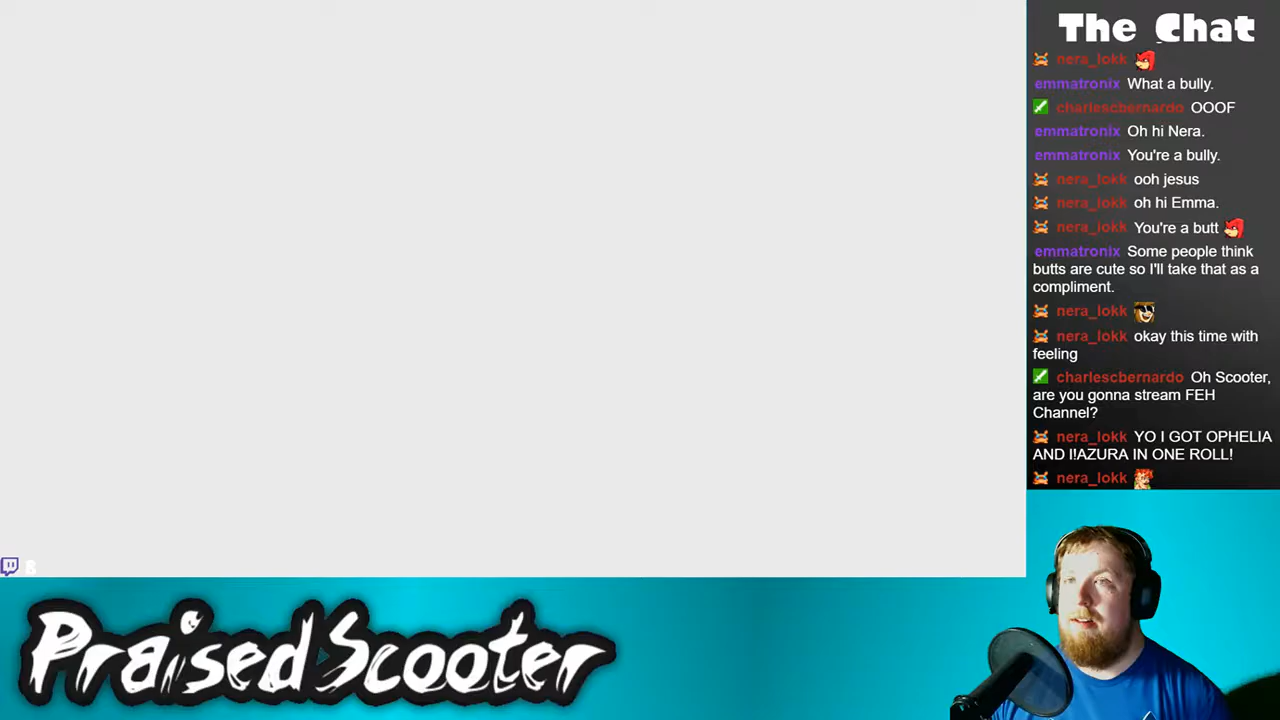 The Chat
nera_lokk
emmatronix What a bully.
charlescbernardo OOOF
emmatronix Oh hi Nera.
emmatronix You're a bully.
nera_lokk ooh jesus
nera_lokk oh hi Emma.
nera_lokk You're a butt
emmatronix Some people think
butts are cute so I'll take that as a
compliment.
nera_lokk
nera_lokk okay this time with
feeling
charlescbernardo Oh Scooter,
are you gonna stream FEH
Channel?
nera_lokk YO I GOT OPHELIA
AND I!AZURA IN ONE ROLL!
nera_lokk
8
PraisedScooter